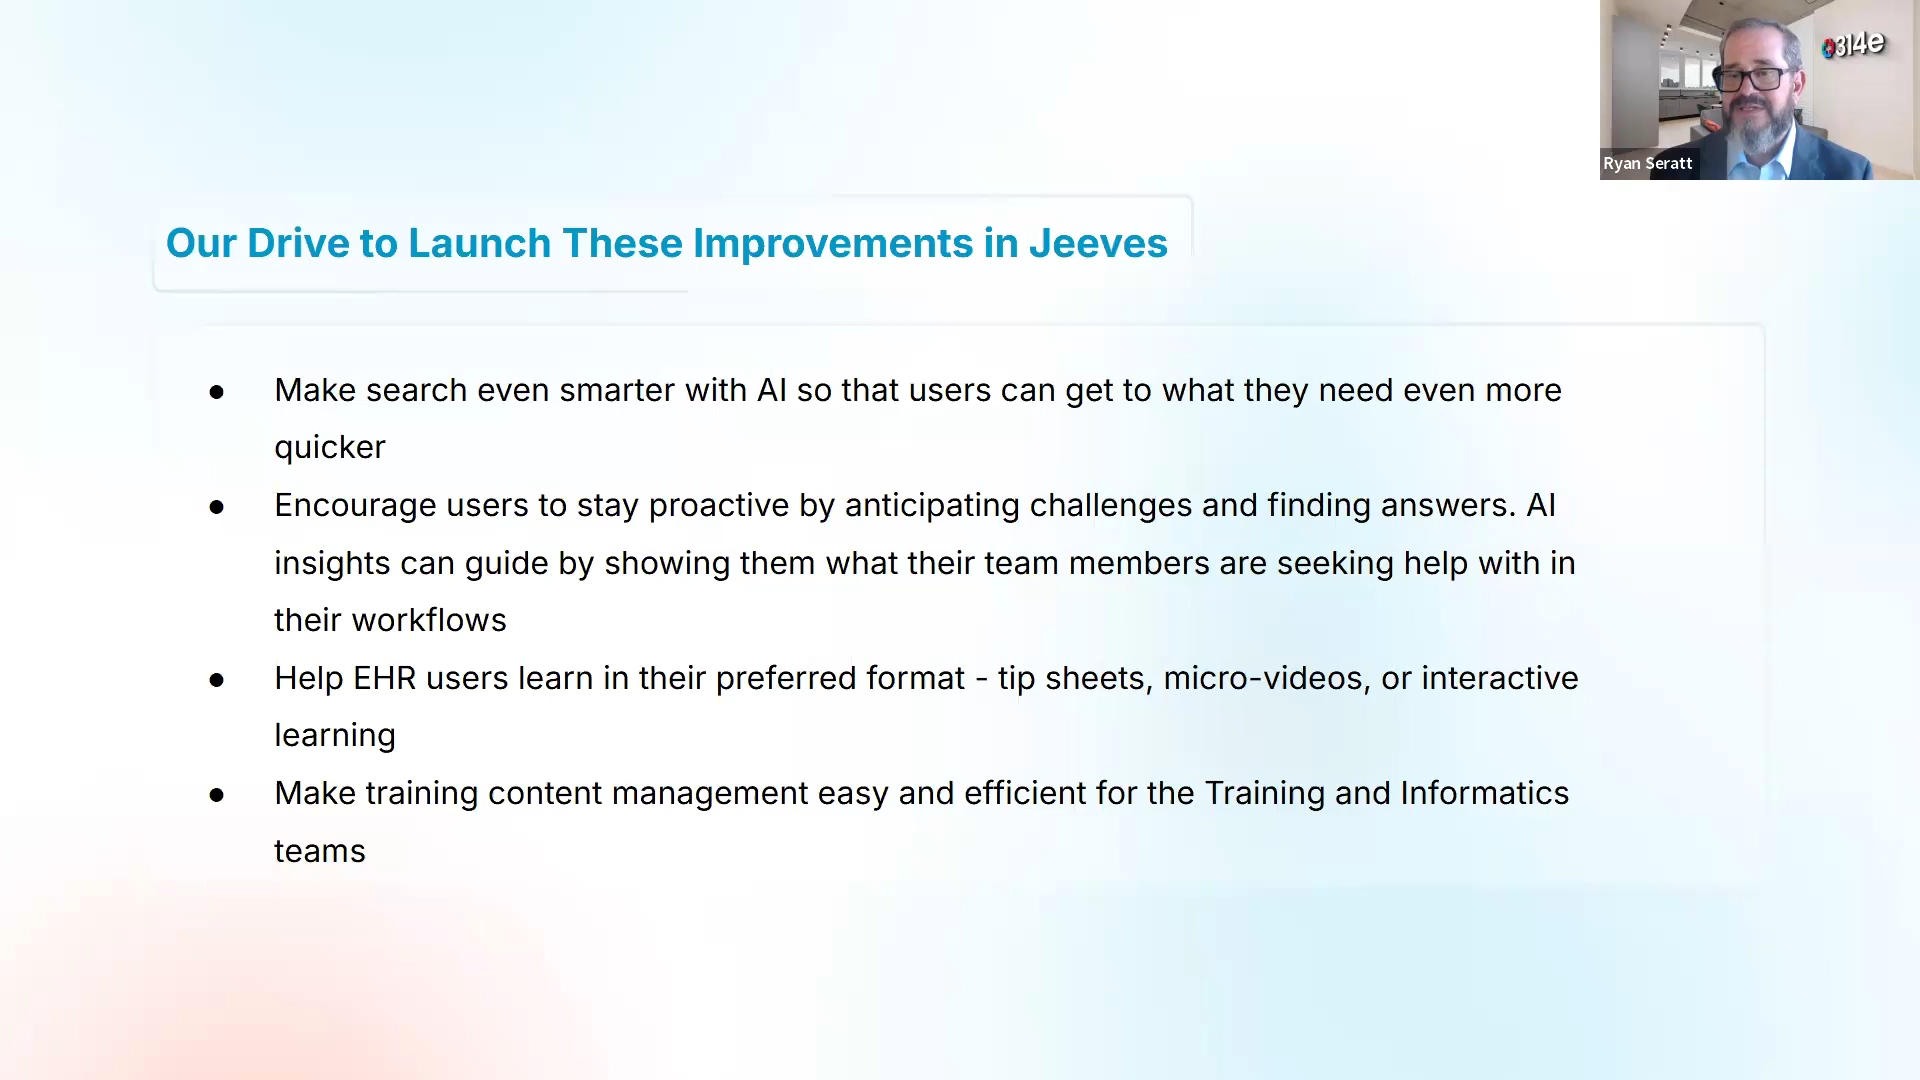 314e
Ryan Seratt
Our Drive to Launch These Improvements in Jeeves
● Make search even smarter with AI so that users can get to what they need even more
quicker
● Encourage users to stay proactive by anticipating challenges and finding answers. AI
insights can guide by showing them what their team members are seeking help with in
their workflows
● Help EHR users learn in their preferred format - tip sheets, micro-videos, or interactive
learning
● Make training content management easy and efficient for the Training and Informatics
teams